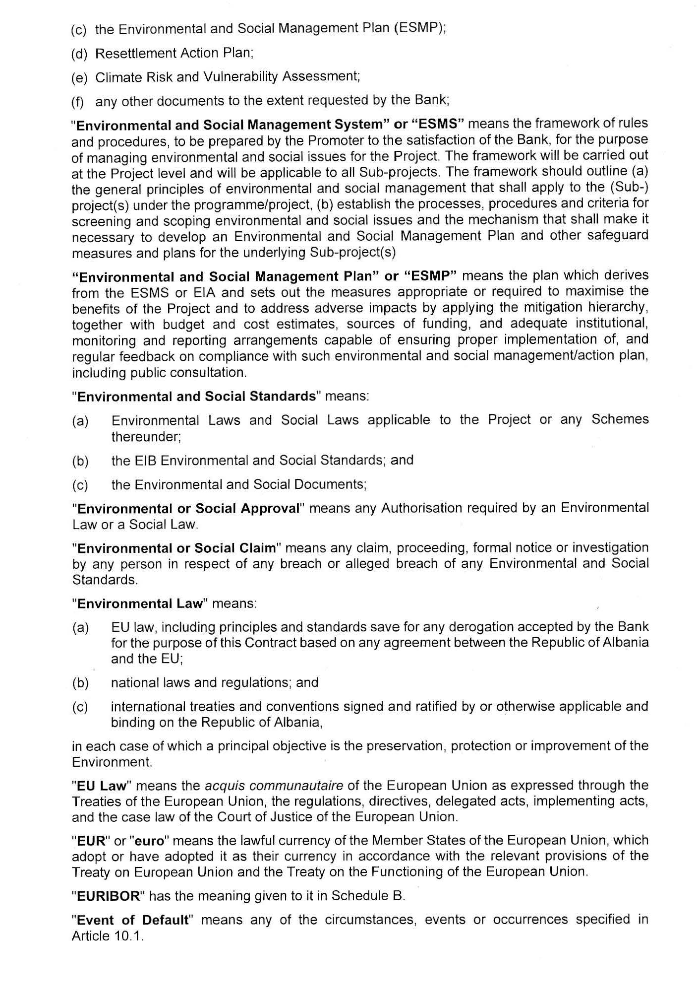 (c) the Environmental and Social Management Plan (ESMP);
(d) Resettlement Action Plan;
(e) Climate Risk and Vulnerability Assessment;
(f) any other documents to the extent requested by the Bank;
"Environmental and Social Management System” or “ESMS” means the framework of rules
and procedures, to be prepared by the Promoter to the satisfaction of the Bank, for the purpose
of managing environmental and social issues for the Project. The framework will be carried out
at the Project level and will be applicable to all Sub-projects. The framework should outline (a)
the general principles of environmental and social management that shall apply to the (Sub-)
project(s) under the programme/project, (b) establish the processes, procedures and criteria for
screening and scoping environmental and social issues and the mechanism that shall make it
necessary to develop an Environmental and Social Management Plan and other safeguard
measures and plans for the underlying Sub-project(s)
“Environmental and Social Management Plan” or “ESMP” means the plan which derives
from the ESMS or EIA and sets out the measures appropriate or required to maximise the
benefits of the Project and to address adverse impacts by applying the mitigation hierarchy,
together with budget and cost estimates, sources of funding, and adequate institutional,
monitoring and reporting arrangements capable of ensuring proper implementation of, and
regular feedback on compliance with such environmental and social management/action plan,
including public consultation.
"Environmental and Social Standards" means:
(a) Environmental Laws and Social Laws applicable to the Project or any Schemes
thereunder;
(b) the EIB Environmental and Social Standards; and
(c) the Environmental and Social Documents;
"Environmental or Social Approval" means any Authorisation required by an Environmental
Law or a Social Law.
"Environmental or Social Claim" means any claim, proceeding, formal notice or investigation
by any person in respect of any breach or alleged breach of any Environmental and Social
Standards.
"Environmental Law" means:
(a) EU law, including principles and standards save for any derogation accepted by the Bank
for the purpose of this Contract based on any agreement between the Republic of Albania
and the EU;
(b) national laws and regulations; and
(c) international treaties and conventions signed and ratified by or otherwise applicable and
binding on the Republic of Albania,
in each case of which a principal objective is the preservation, protection or improvement of the
Environment.
"EU Law" means the acquis communautaire of the European Union as expressed through the
Treaties of the European Union, the regulations, directives, delegated acts, implementing acts,
and the case law of the Court of Justice of the European Union.
"EUR" or "euro" means the lawful currency of the Member States of the European Union, which
adopt or have adopted it as their currency in accordance with the relevant provisions of the
Treaty on European Union and the Treaty on the Functioning of the European Union.
"EURIBOR" has the meaning given to it in Schedule B.
"Event of Default" means any of the circumstances, events or occurrences specified in
Article 10.1.